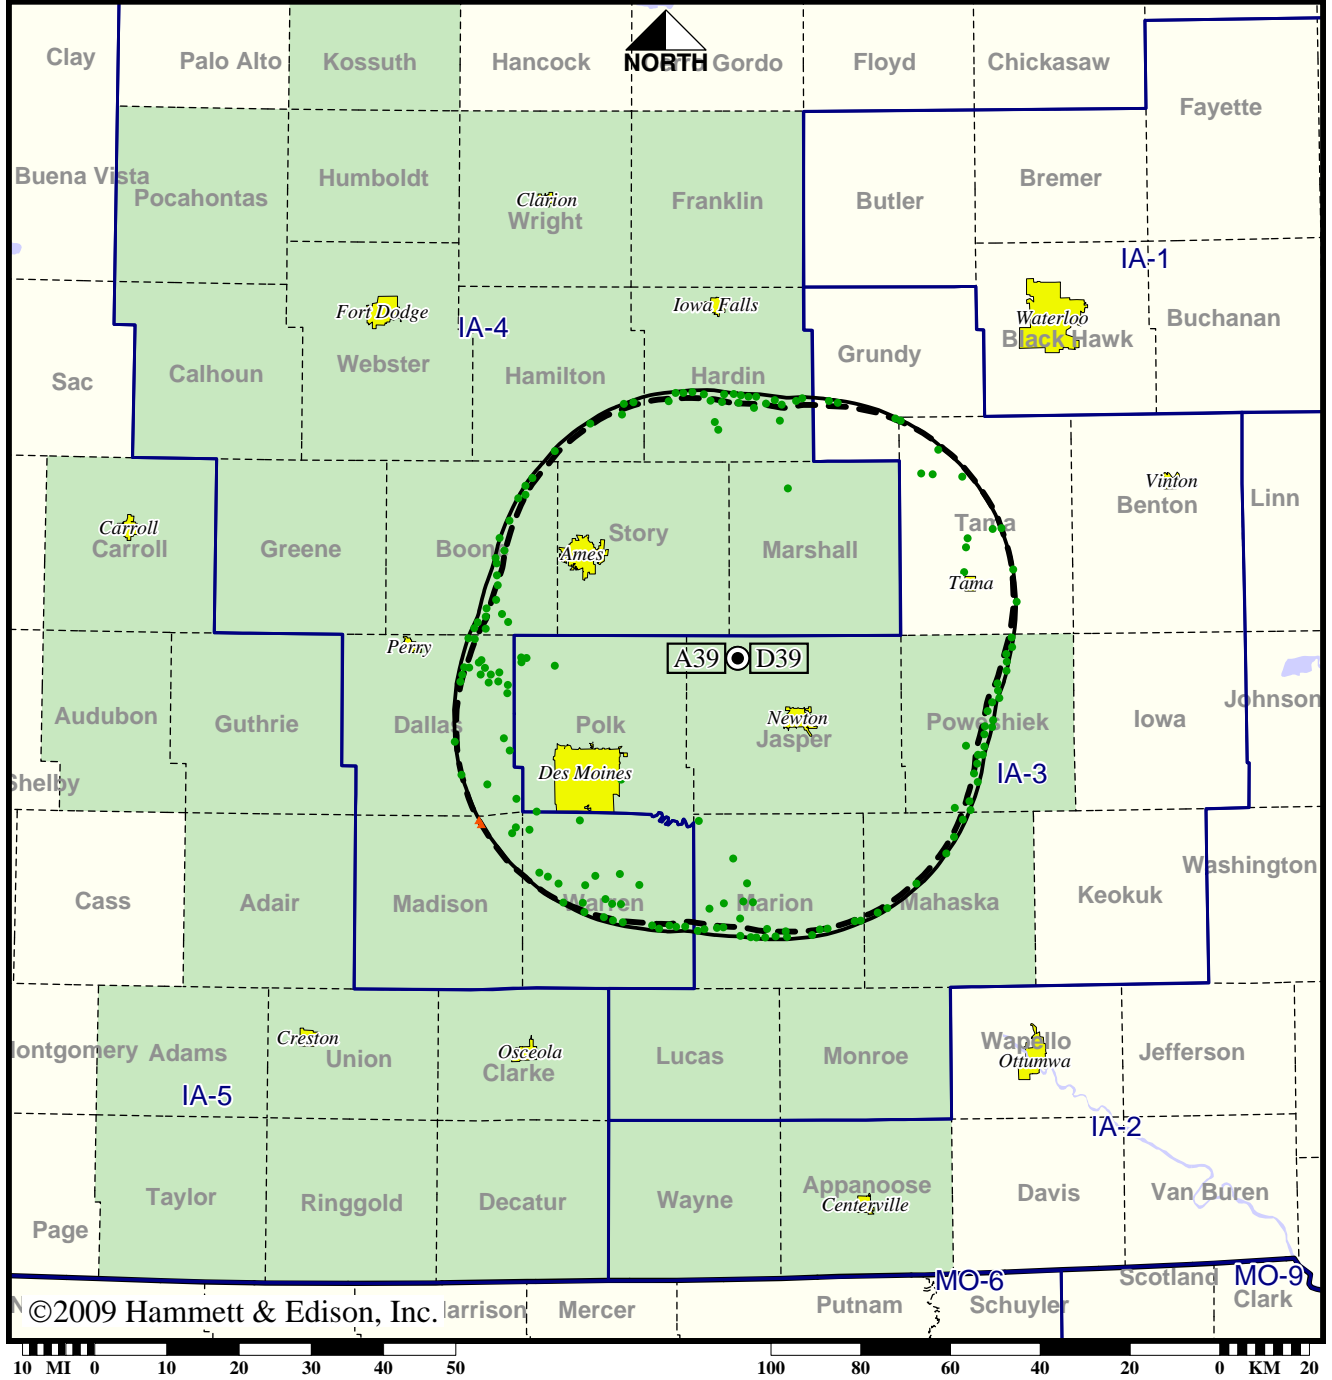 Clay
Palo Alto
Kossuth
Hancock
NORTH
Gordo
Floyd
Chickasaw
Fayette
Buena Vista
Pocahontas
Humboldt
Clarion
Wright
Franklin
Butler
Bremer
IA-1
Fort Dodge
IA-4
Iowa Falls
Waterloo
Black Hawk
Buchanan
Sac
Calhoun
Webster
Hamilton
Hardin
Grundy
Vinton
Benton
Linn
Carroll
Carroll
Greene
Boon
Ames
Story
Marshall
Tama
Tama
Perry
A39
D39
Audubon
Guthrie
Dallas
Polk
Newton
Jasper
Poweshiek
Iowa
Johnson
Shelby
Des Moines
IA-3
Cass
Adair
Madison
Warren
Marion
Mahaska
Keokuk
Washington
ontgomery
Adams
Creston
Union
Osceola
Clarke
Lucas
Monroe
Wapello
Ottumwa
Jefferson
IA-5
IA-2
Page
Taylor
Ringgold
Decatur
Wayne
Appanoose
Centerville
Davis
Van Buren
MO-6
Scotland
MO-9
©2009 Hammett & Edison, Inc.
arrison
Mercer
Putnam
Schuyler
Clark
10 MI 0 10 20 30 40 50
100 80 60 40 20 0 KM 20